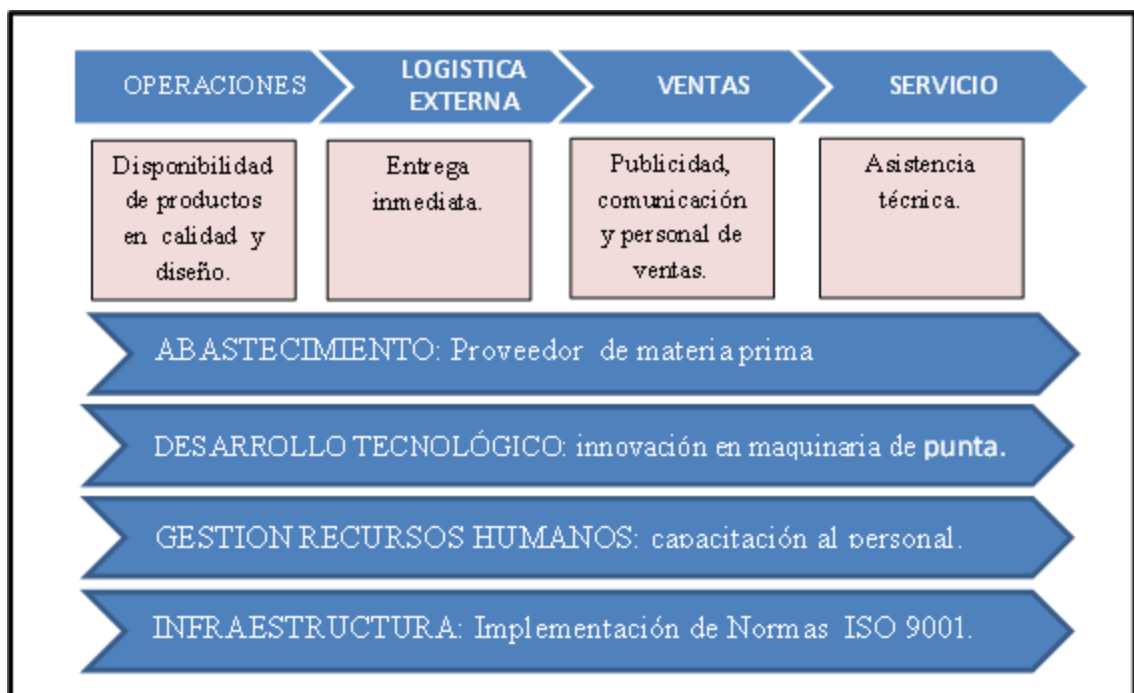 OPERACIONES
LOGISTICA
EXTERNA
VENTAS
SERVICIO
Disponibilidad
de productos
en calidad y
diseño.
Entrega
inmediata.
Publicidad,
comunicación
y personal de
ventas.
Asistencia
técnica.
ABASTECIMIENTO: Proveedor de materia prima
DESARROLLO TECNOLÓGICO: innovación en maquinaria de punta.
GESTION RECURSOS HUMANOS: capacitación al personal.
INFRAESTRUCTURA: Implementación de Normas ISO 9001.